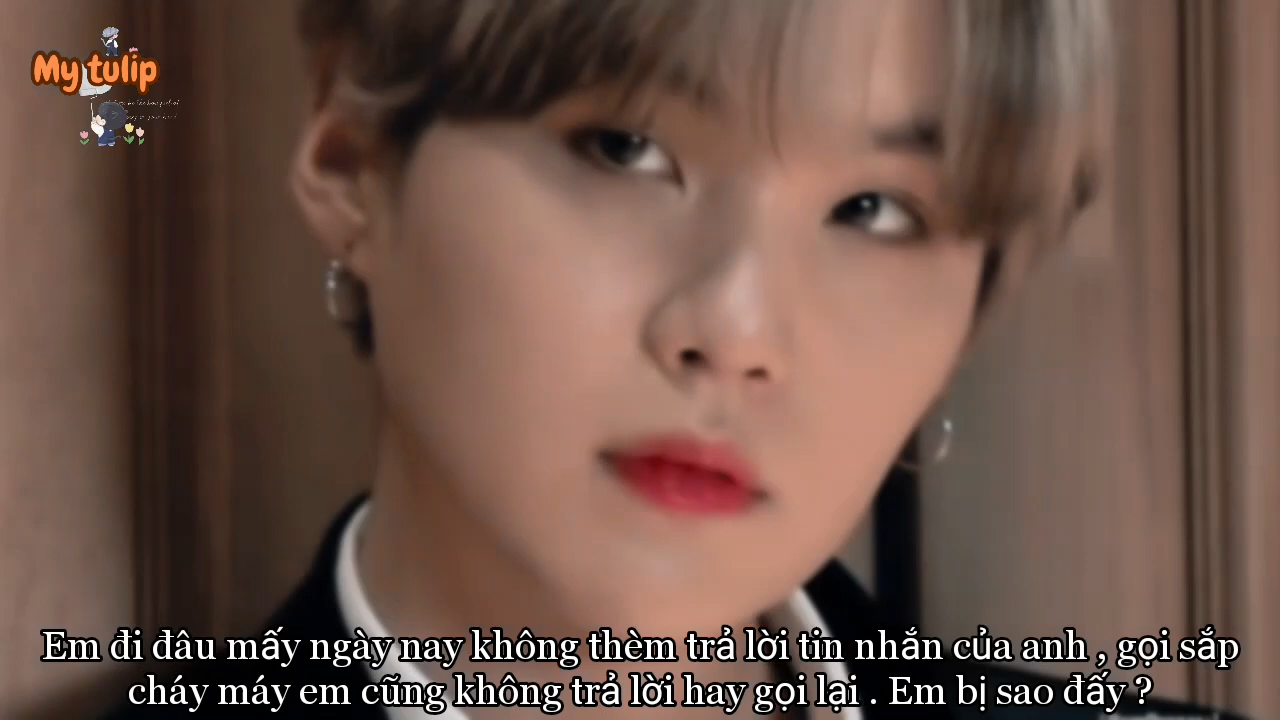 My tulip
Em đi đâu mấy ngày nay không thèm trả lời tin nhắn của anh , gọi sắp
cháy máy em cũng không trả lời hay gọi lại . Em bị sao đấy ?